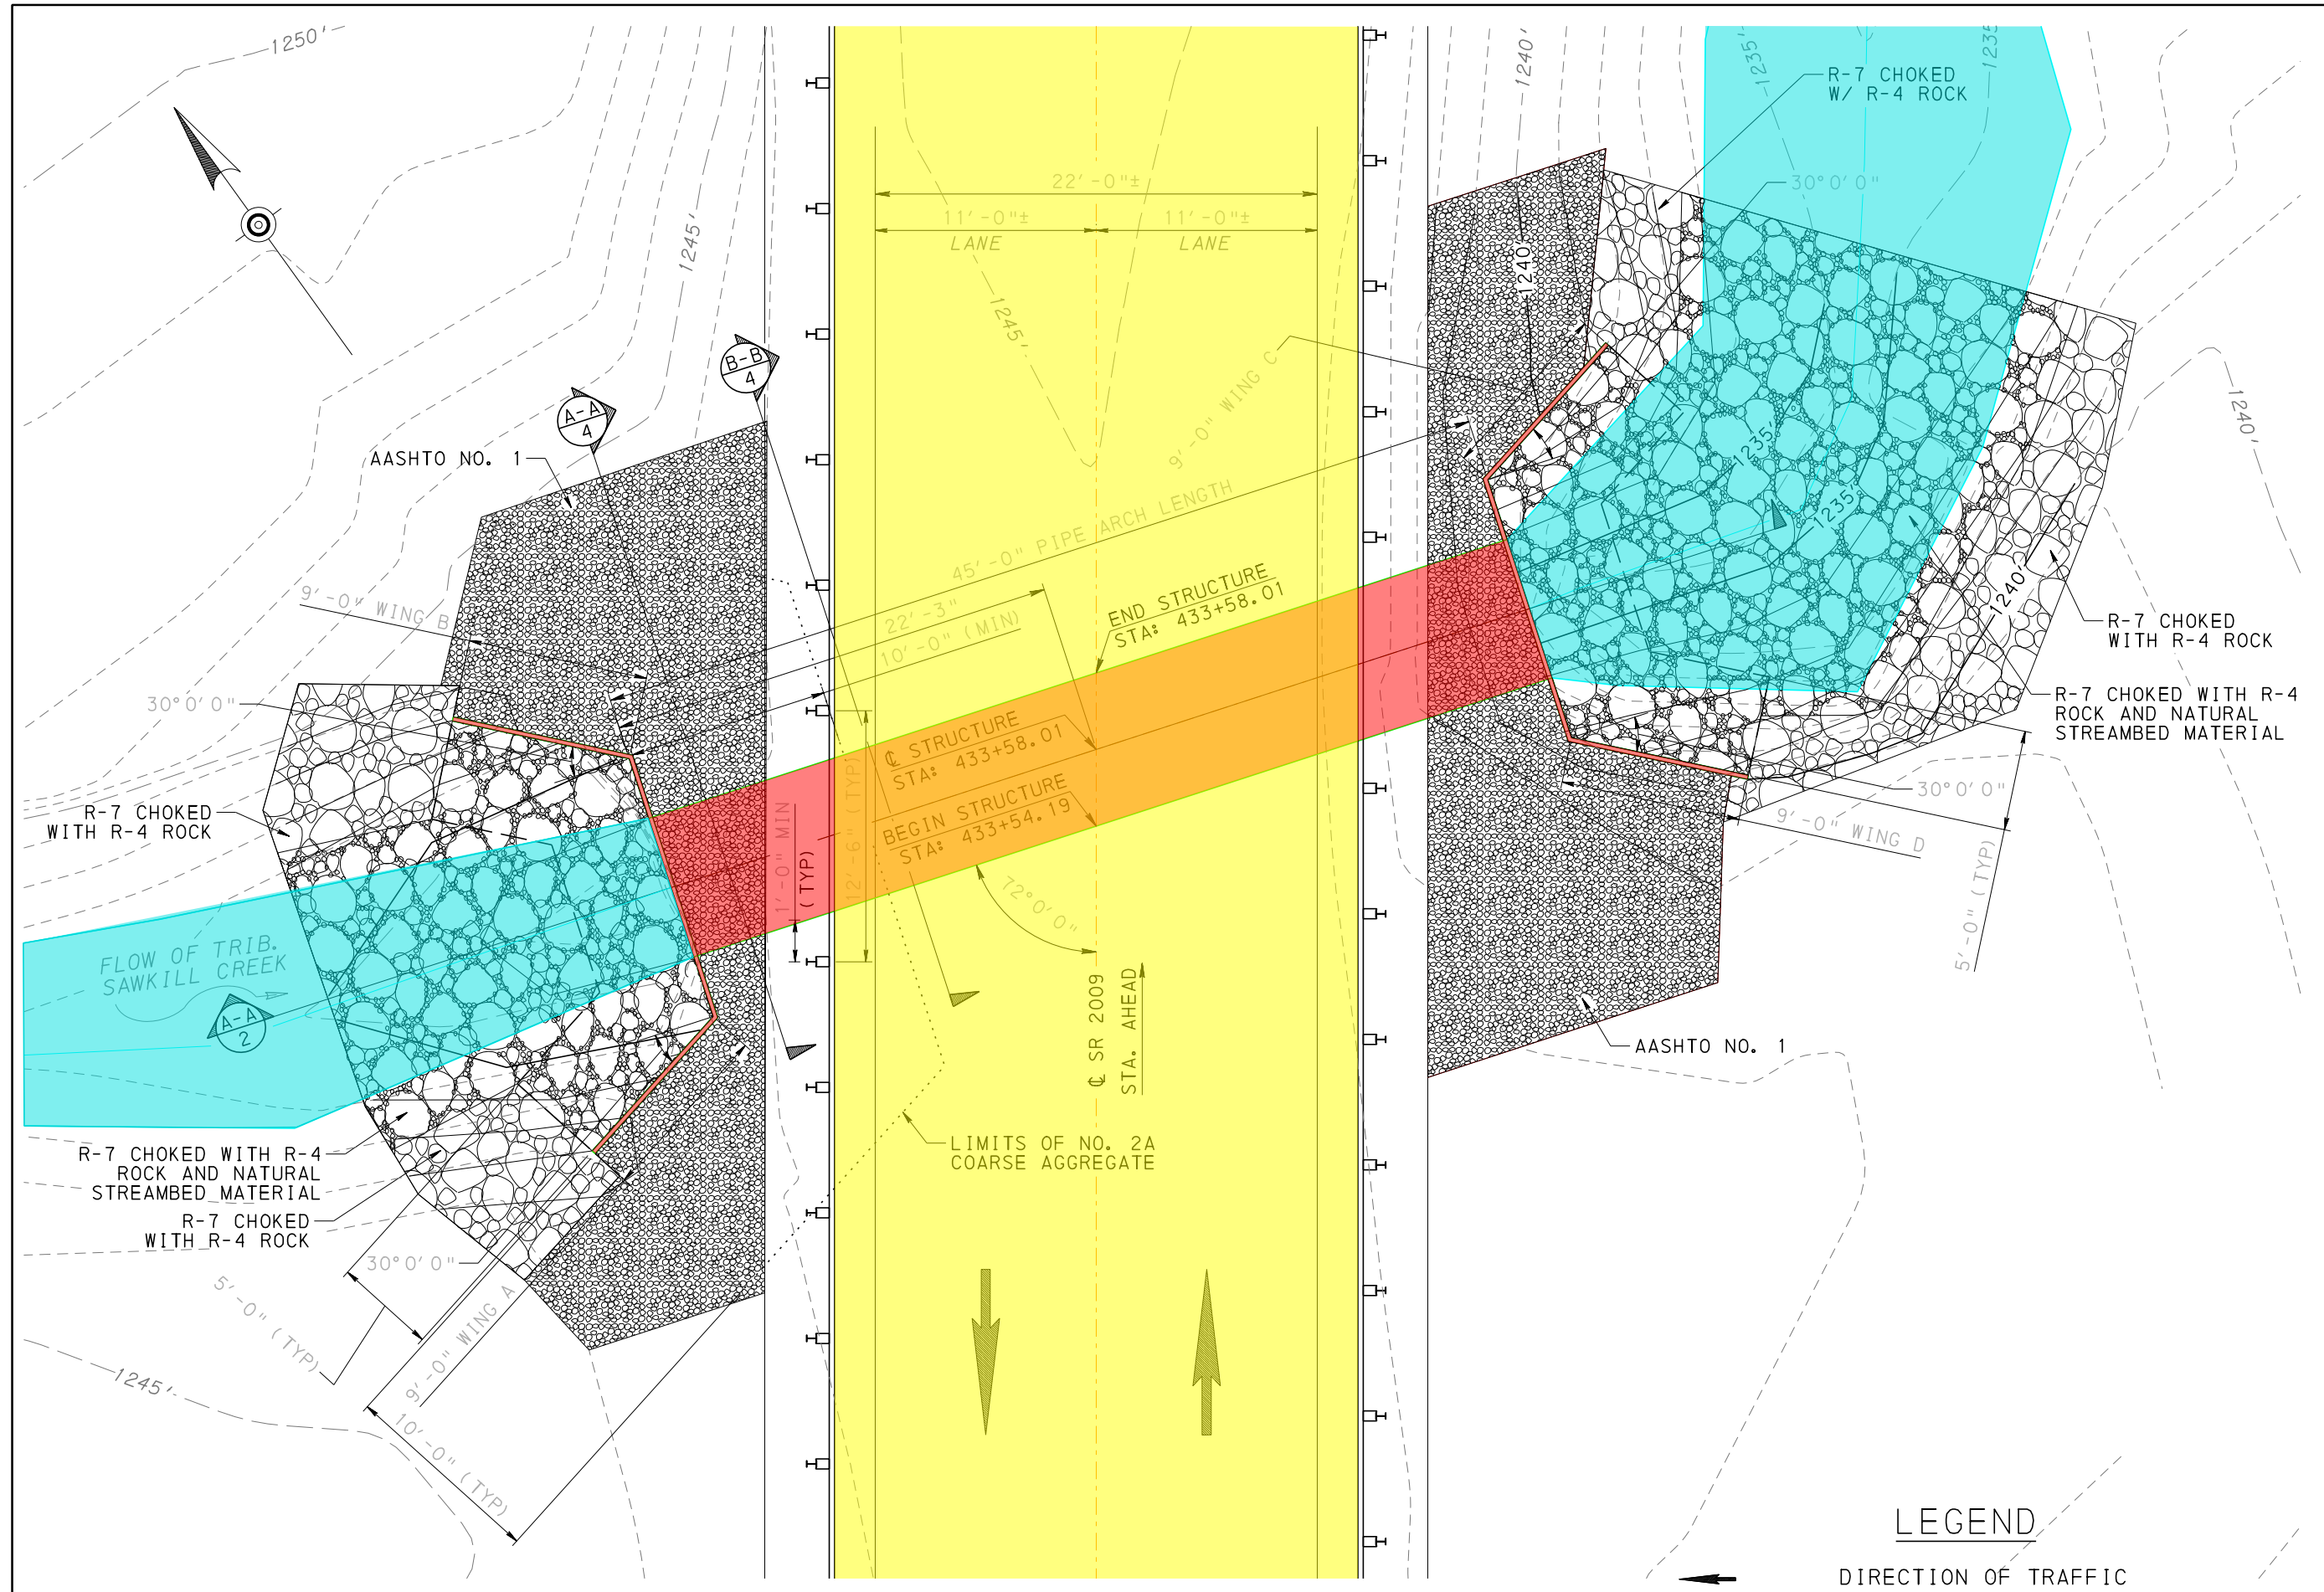 1250'
1245'
1240'
1235'
1235'
R-7 CHOKED
W/ R-4 ROCK
22'-0"±
11'-0"±
LANE
11'-0"±
LANE
30°0'0"
1240'
1245'
B-B
4
A-A
4
9'-0" WING C
AASHTO NO. 1
1240'
1235'
1235'
45'-0" PIPE ARCH LENGTH
22'-3"
10'-0" (MIN)
END STRUCTURE
STA: 433+58.01
1240'
9'-0" WING B
30°0'0"
R-7 CHOKED
WITH R-4 ROCK
R-7 CHOKED WITH R-4
ROCK AND NATURAL
STREAMBED MATERIAL
℄ STRUCTURE
STA: 433+58.01
BEGIN STRUCTURE
STA: 433+54.19
R-7 CHOKED
WITH R-4 ROCK
1'-0" MIN
(TYP)
12'-6" (TYP)
72°0'0"
30°0'0"
9'-0" WING D
5'-0" (TYP)
FLOW OF TRIB.
SAWKILL CREEK
A-A
2
℄ SR 2009
STA. AHEAD
AASHTO NO. 1
LIMITS OF NO. 2A
COARSE AGGREGATE
R-7 CHOKED WITH R-4
ROCK AND NATURAL
STREAMBED MATERIAL
R-7 CHOKED
WITH R-4 ROCK
30°0'0"
5'-0" (TYP)
9'-0" WING A
10'-0" (TYP)
1245'
LEGEND
DIRECTION OF TRAFFIC